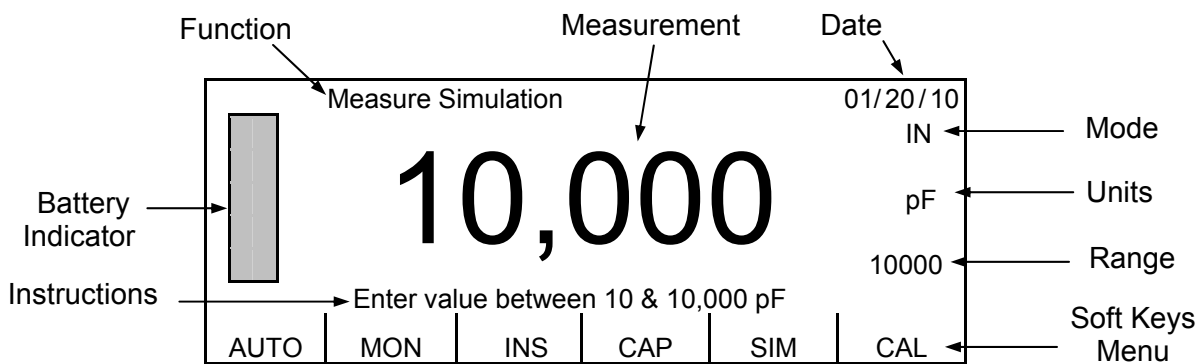 Function
Measurement
Date
Measure Simulation
01/20/10
IN
Mode
10,000
pF
Units
Battery
Indicator
10000
Range
Instructions
Enter value between 10 & 10,000 pF
Soft Keys
Menu
AUTO MON INS CAP SIM CAL